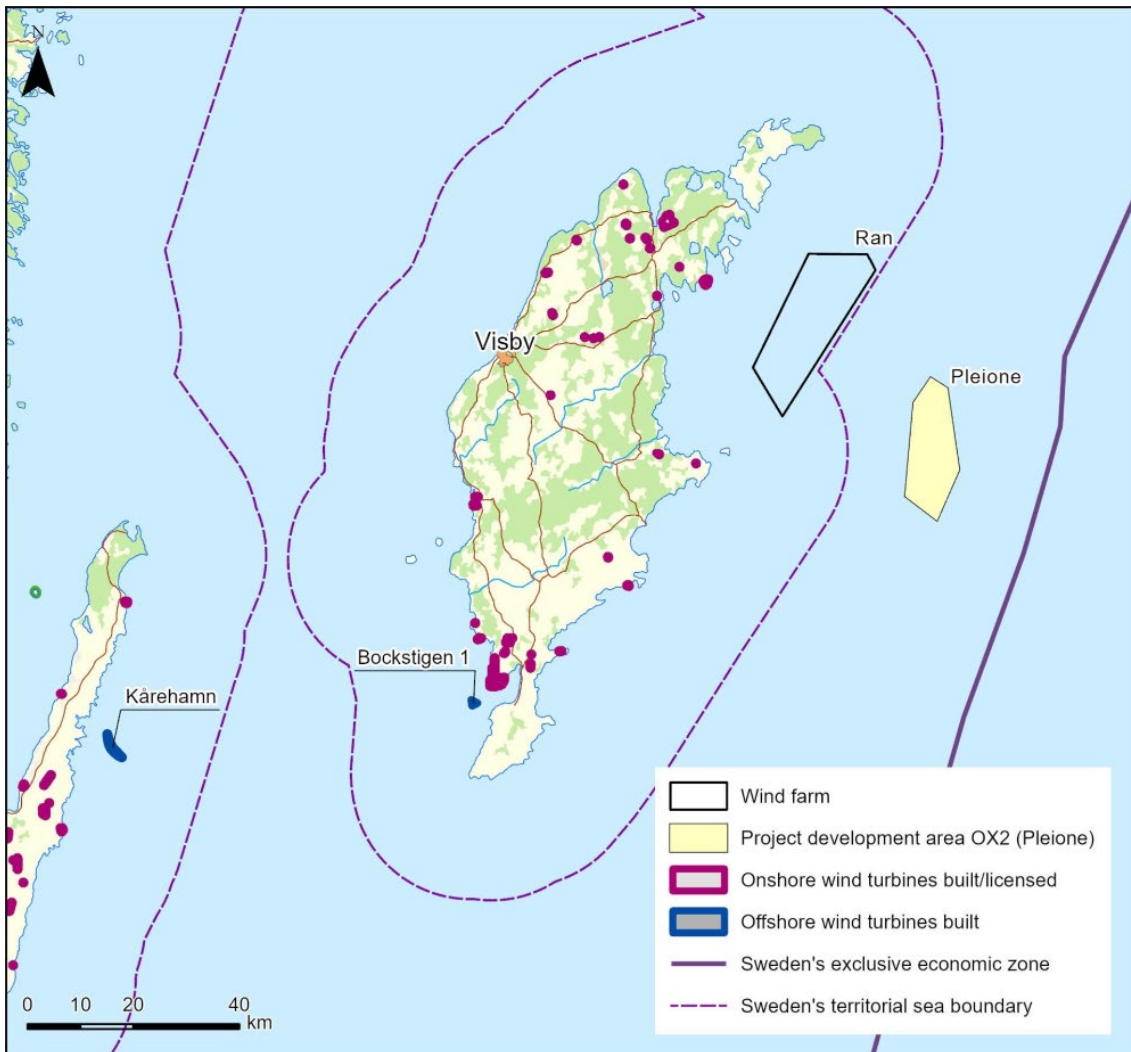 N
Ran
Visby
Pleione
Bockstigen 1
Kårehamn
Wind farm
Project development area OX2 (Pleione)
Onshore wind turbines built/licensed
Offshore wind turbines built
Sweden's exclusive economic zone
Sweden's territorial sea boundary
0 10 20 40
km